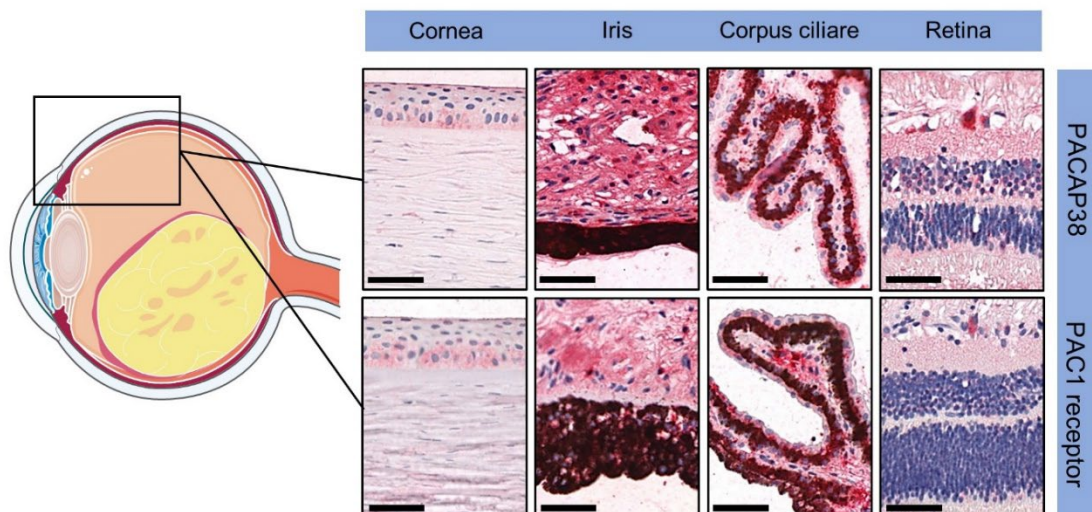 Cornea
Iris
Corpus ciliare
Retina
PACAP38
PAC1 receptor